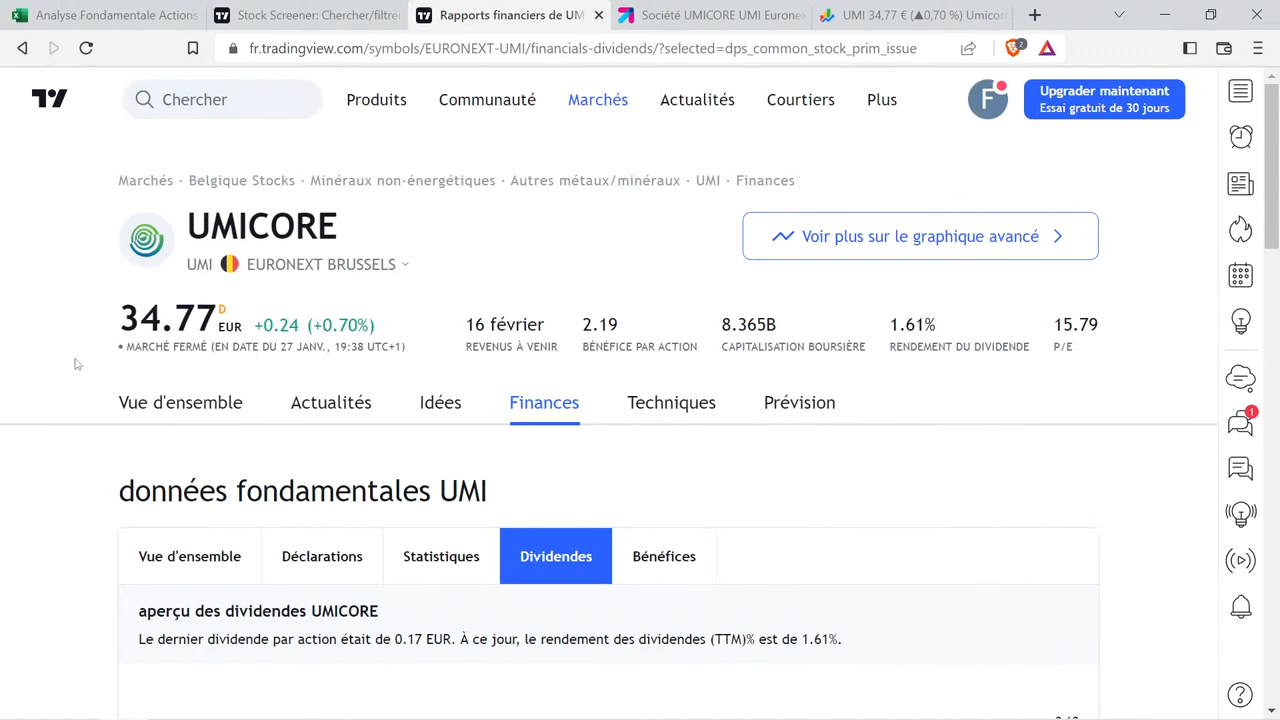 Analyse Fondamentale Actions
Stock Screener: Chercher/filtrer
Rapports financiers de UM
Société UMICORE UMI Eurone
UMI 34,77 € (▲0,70 %) Umicor
fr.tradingview.com/symbols/EURONEXT-UMI/financials-dividends/?selected=dps_common_stock_prim_issue
2
Chercher
Produits
Communauté
Marchés
Actualités
Courtiers
Plus
F
Upgrader maintenant
Essai gratuit de 30 jours
Marchés · Belgique Stocks · Minéraux non-énergétiques · Autres métaux/minéraux · UMI · Finances
UMICORE
UMI EURONEXT BRUSSELS
Voir plus sur le graphique avancé
34.77 D EUR +0.24 (+0.70%)
• MARCHÉ FERMÉ (EN DATE DU 27 JANV., 19:38 UTC+1)
16 février
REVENUS À VENIR
2.19
BÉNÉFICE PAR ACTION
8.365B
CAPITALISATION BOURSIÈRE
1.61%
RENDEMENT DU DIVIDENDE
15.79
P/E
Vue d'ensemble
Actualités
Idées
Finances
Techniques
Prévision
1
données fondamentales UMI
Vue d'ensemble
Déclarations
Statistiques
Dividendes
Bénéfices
aperçu des dividendes UMICORE
Le dernier dividende par action était de 0.17 EUR. À ce jour, le rendement des dividendes (TTM)% est de 1.61%.